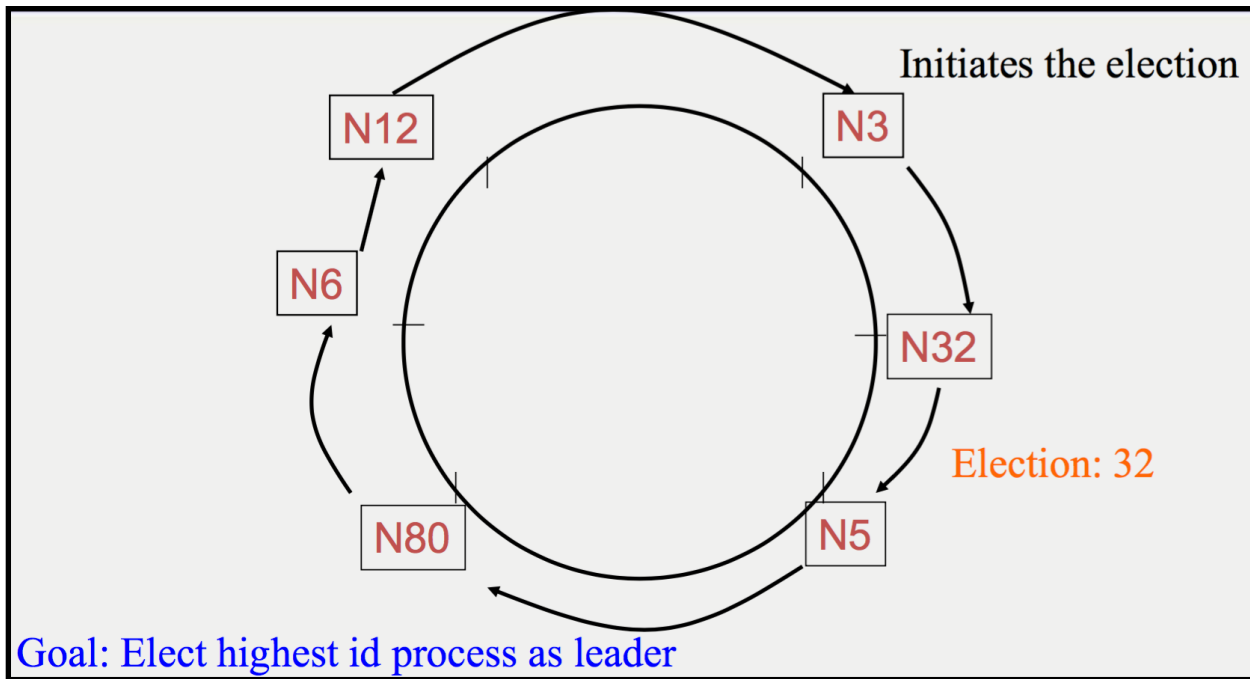 Initiates the election
N12
N3
N6
N32
Election: 32
N80
N5
Goal: Elect highest id process as leader